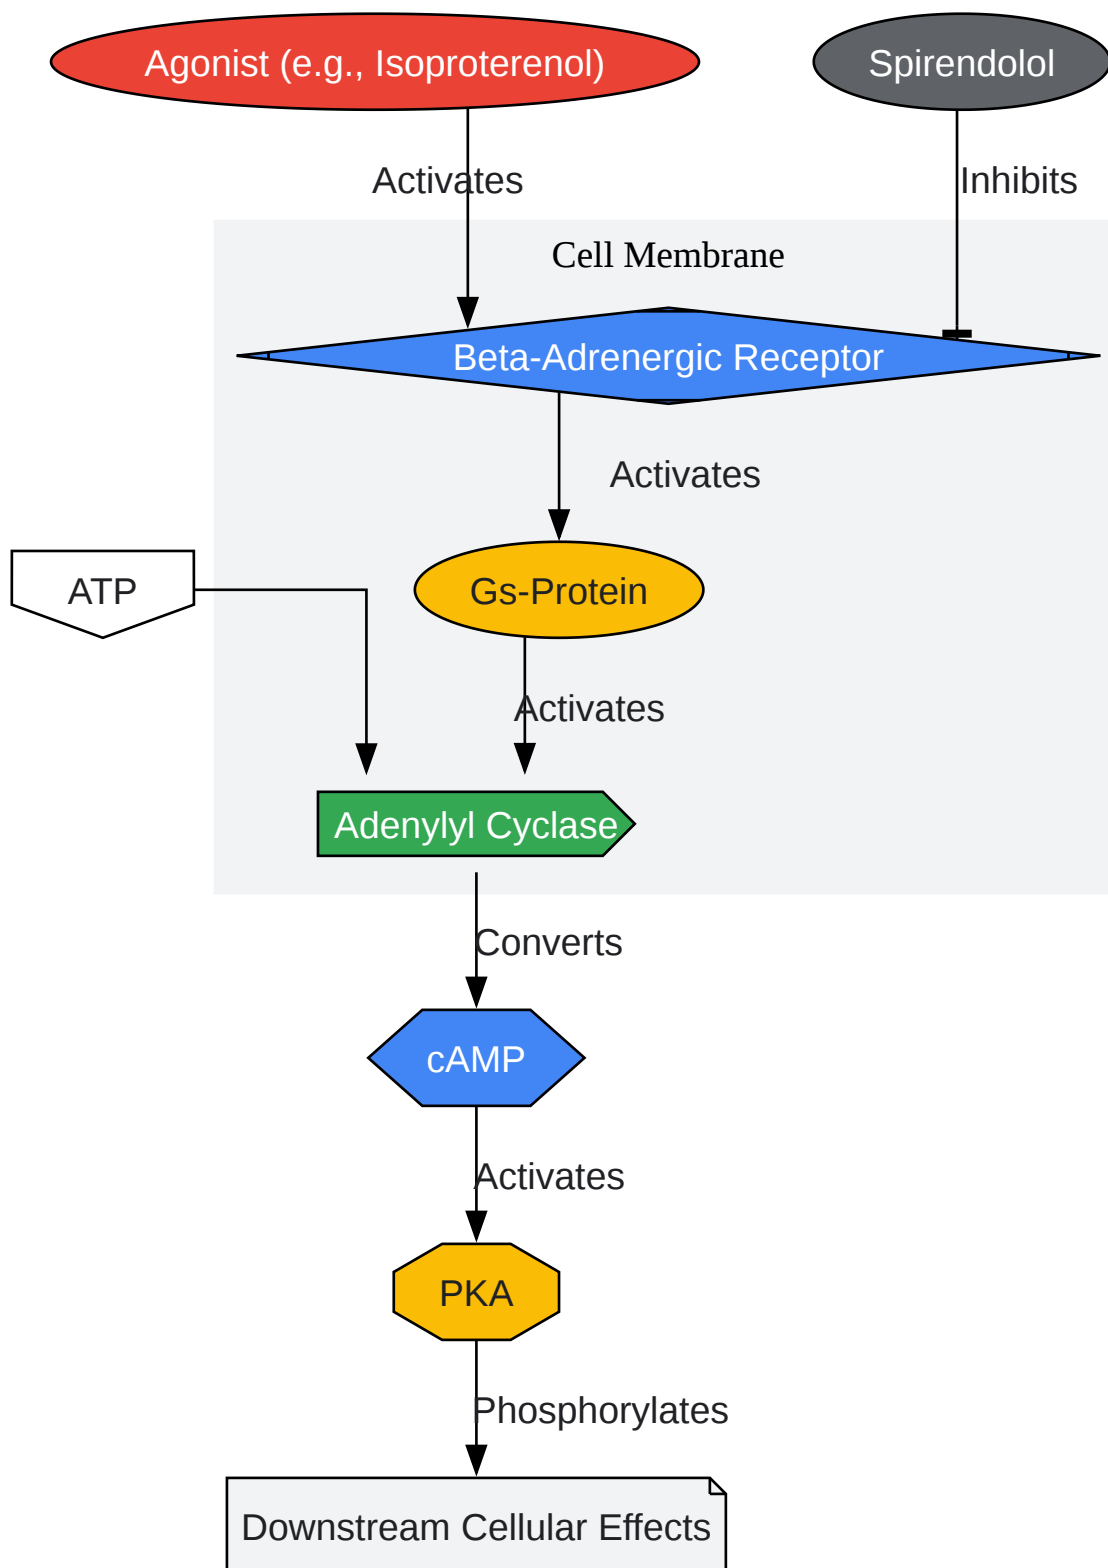 Agonist (e.g., Isoproterenol)
Spirendolol
Activates
Inhibits
Cell Membrane
Beta-Adrenergic Receptor
Activates
ATP
Gs-Protein
Activates
Adenylyl Cyclase
Converts
cAMP
Activates
PKA
Phosphorylates
Downstream Cellular Effects